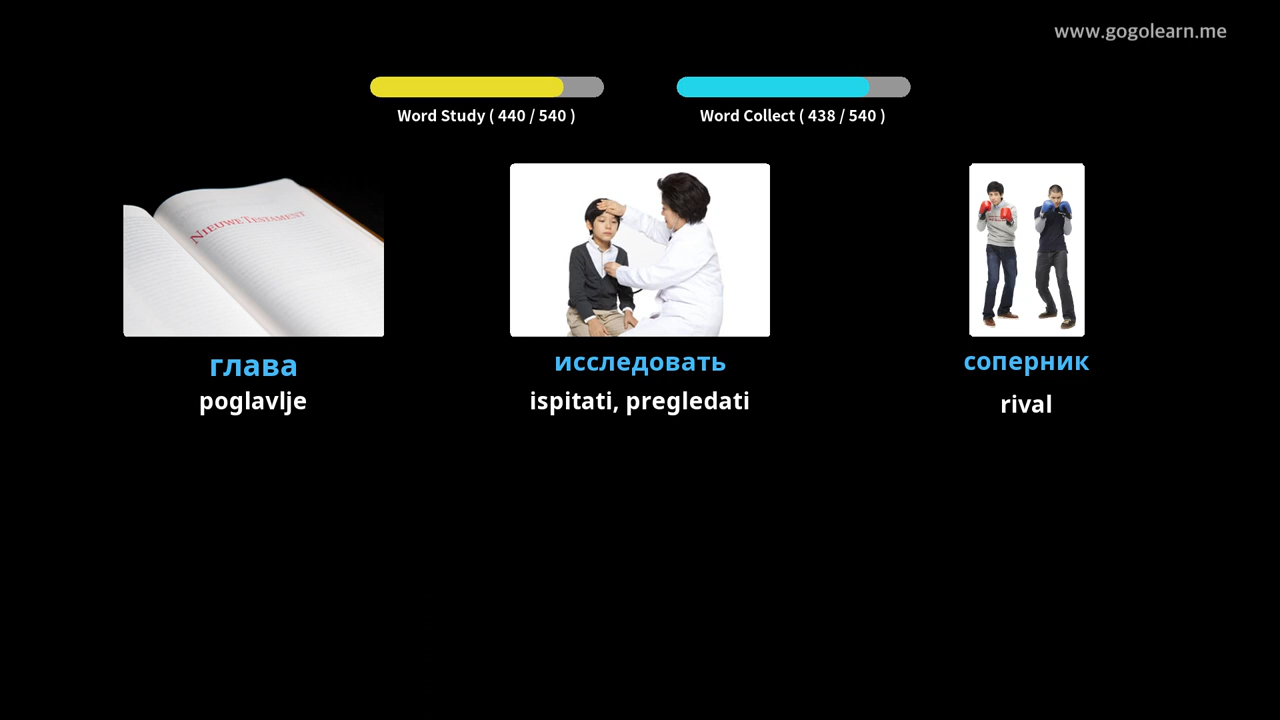 www.gogolearn.me
Word Study ( 440 / 540 )
Word Collect ( 438 / 540 )
NIEUWE TESTAMENT
глава
poglavlje
исследовать
ispitati, pregledati
соперник
rival